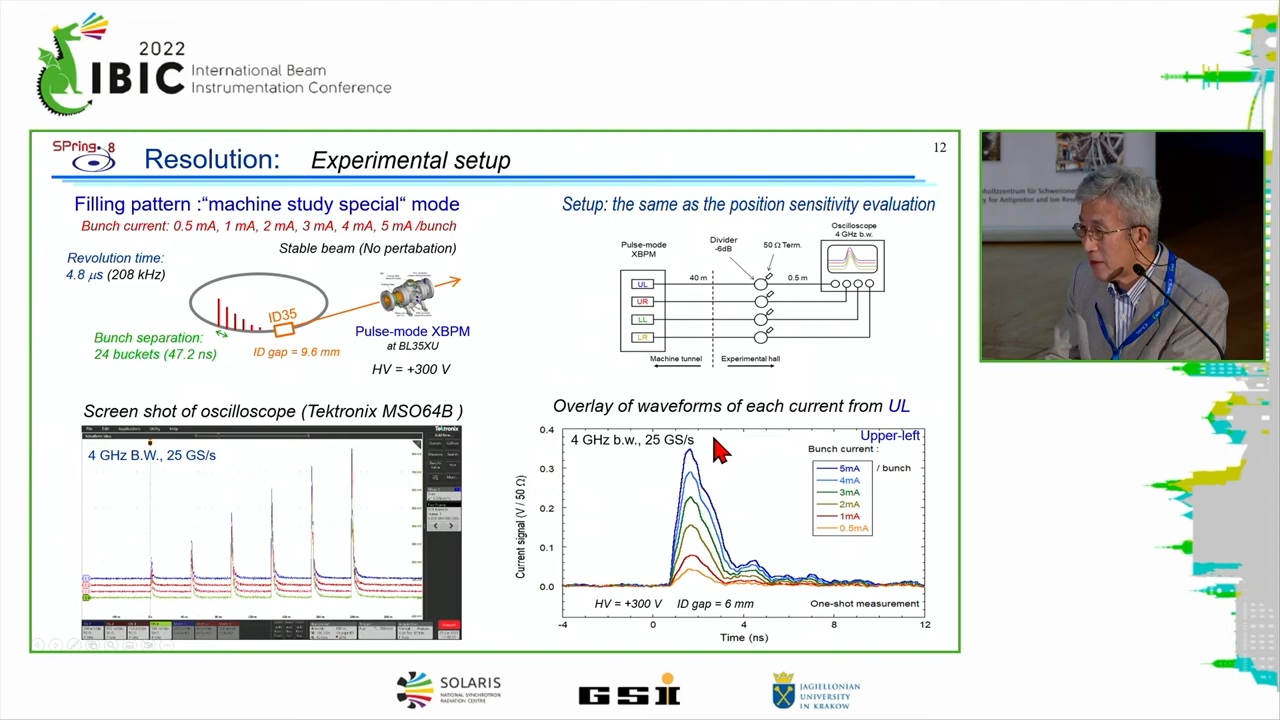 2022
IBIC International Beam
Instrumentation Conference
SPring-8
Resolution: Experimental setup
12
Filling pattern :“machine study special“ mode
Bunch current: 0.5 mA, 1 mA, 2 mA, 3 mA, 4 mA, 5 mA /bunch
Stable beam (No pertabation)
Revolution time:
4.8 μs (208 kHz)
ID35
Bunch separation:
24 buckets (47.2 ns)
ID gap = 9.6 mm
Pulse-mode XBPM
at BL35XU
HV = +300 V
Setup: the same as the position sensitivity evaluation
Oscilloscope
4 GHz b.w.
Pulse-mode
XBPM
Divider
-6dB
50 Ω Term.
40 m
0.5 m
UL
UR
LL
LR
Machine tunnel
Experimental hall
Screen shot of oscilloscope (Tektronix MSO64B )
4 GHz B.W., 25 GS/s
Tektronix
Overlay of waveforms of each current from UL
4 GHz b.w., 25 GS/s
Upper-left
Bunch current :
5mA / bunch
4mA
3mA
2mA
1mA
0.5mA
Current signal (V / 50 Ω)
0.4
0.3
0.2
0.1
0.0
HV = +300 V ID gap = 6 mm
One-shot measurement
-4 0 4 8 12
Time (ns)
SOLARIS
NATIONAL SYNCHROTRON
RADIATION CENTRE
GSI
JAGIELLONIAN
UNIVERSITY
IN KRAKOW